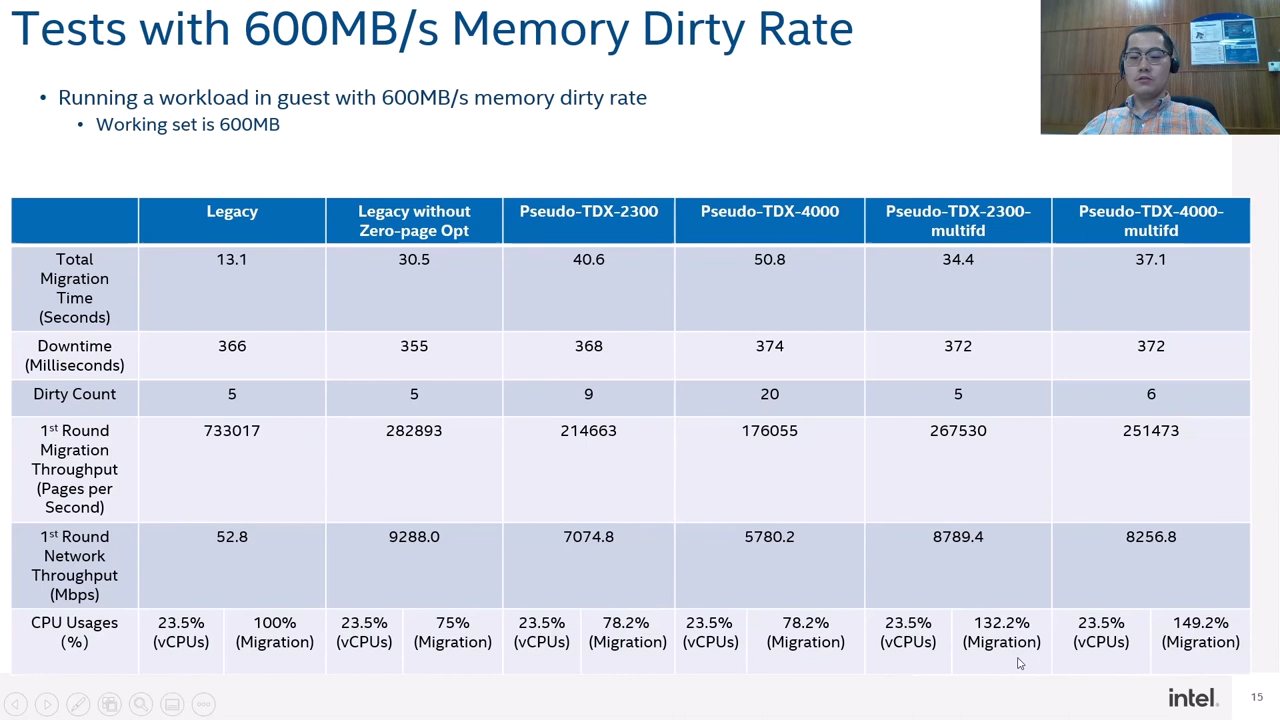 Tests with 600MB/s Memory Dirty Rate
• Running a workload in guest with 600MB/s memory dirty rate
• Working set is 600MB
Legacy
Legacy without
Zero-page Opt
Pseudo-TDX-2300
Pseudo-TDX-4000
Pseudo-TDX-2300-
multifd
Pseudo-TDX-4000-
multifd
Total
Migration
Time
(Seconds)
13.1
30.5
40.6
50.8
34.4
37.1
Downtime
(Milliseconds)
366
355
368
374
372
372
Dirty Count
5
5
9
20
5
6
1st Round
Migration
Throughput
(Pages per
Second)
733017
282893
214663
176055
267530
251473
1st Round
Network
Throughput
(Mbps)
52.8
9288.0
7074.8
5780.2
8789.4
8256.8
CPU Usages
(%)
23.5%
(vCPUs)
100%
(Migration)
23.5%
(vCPUs)
75%
(Migration)
23.5%
(vCPUs)
78.2%
(Migration)
23.5%
(vCPUs)
78.2%
(Migration)
23.5%
(vCPUs)
132.2%
(Migration)
23.5%
(vCPUs)
149.2%
(Migration)
intel.
15